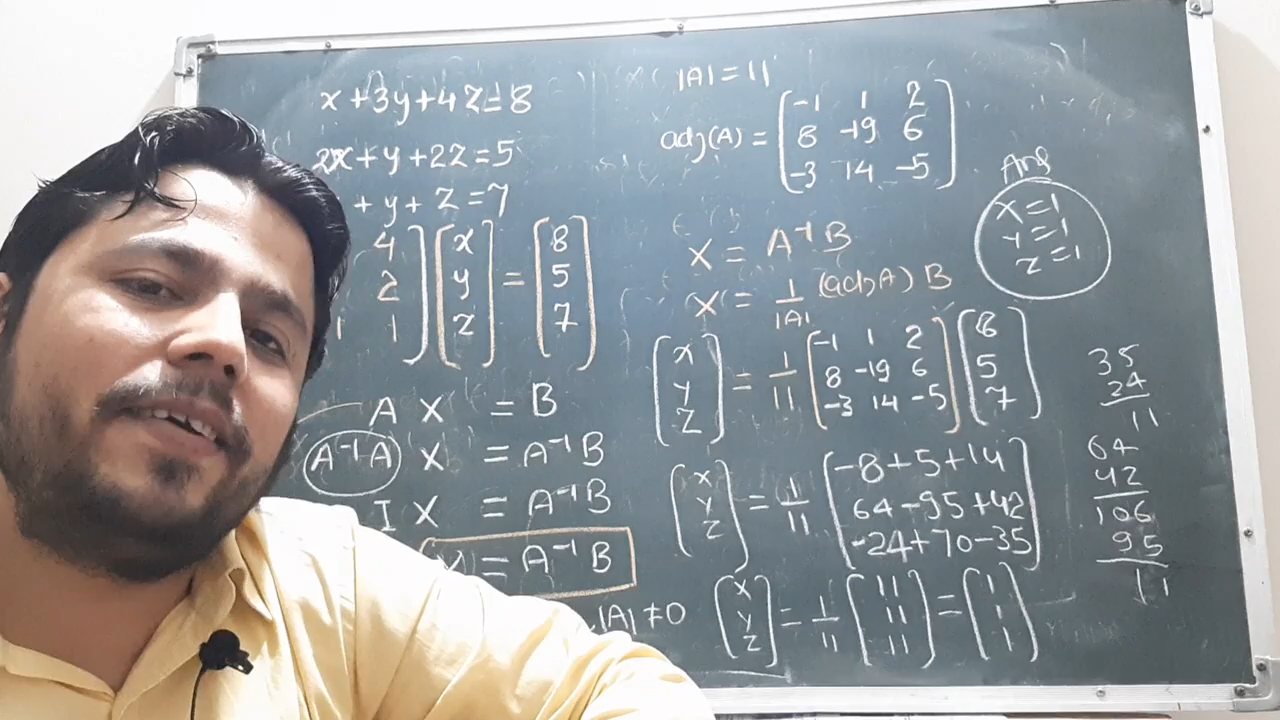 x+3y+4z=8
2x+y+2z=5
+y+z=7
4] [x] = [8]
2] [y] = [5]
1 1] [z] = [7]
A X = B
A⁻¹A X = A⁻¹B
I X = A⁻¹B
= A⁻¹B
|A|≠0
|A|=11
adj(A) = [-1 1 2]
[8 -19 6]
[-3 14 -5]
X = A⁻¹B
X = 1/|A| (adjA) B
[x] = 1/11 [-1 1 2] [8]
[y] [8 -19 6] [5]
[z] [-3 14 -5] [7]
[x] = 1/11 [-8+5+14]
[y] [64-95+42]
[z] [-24+70-35]
[x] = 1/11 [11] = [1]
[y] [11] [1]
[z] [11] [1]
Ans
x=1
y=1
z=1
35
24
11
64
42
106
95
11